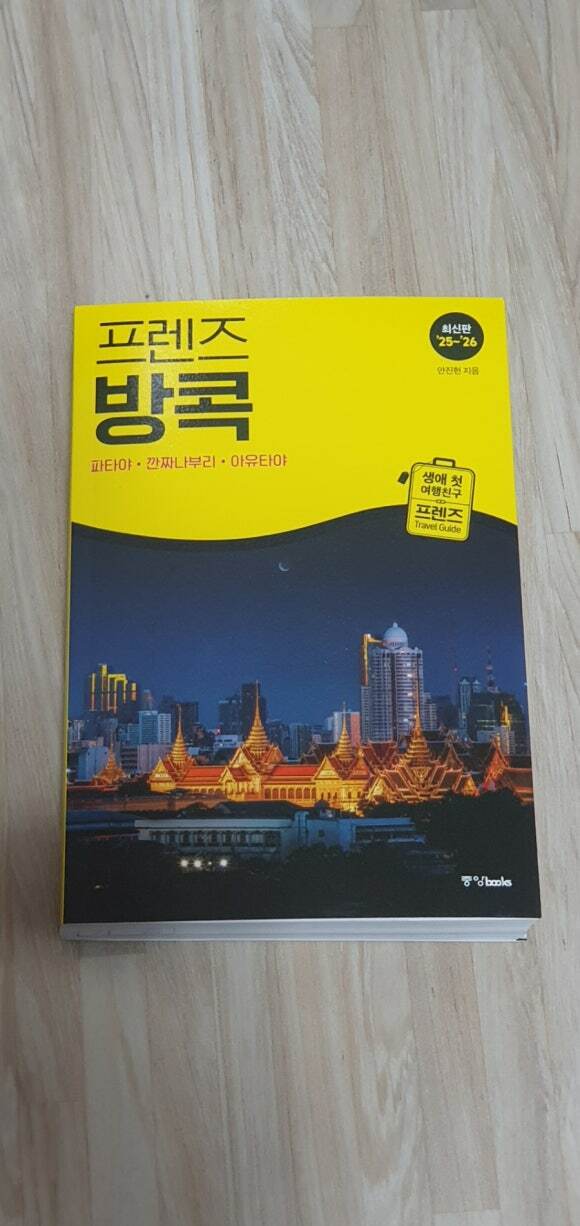 프렌즈
방콕
파타야 • 깐짜나부리 • 아유타야
최신판
'25~'26
안진헌 지음
생애 첫
여행친구
프렌즈
Travel Guide
중앙books